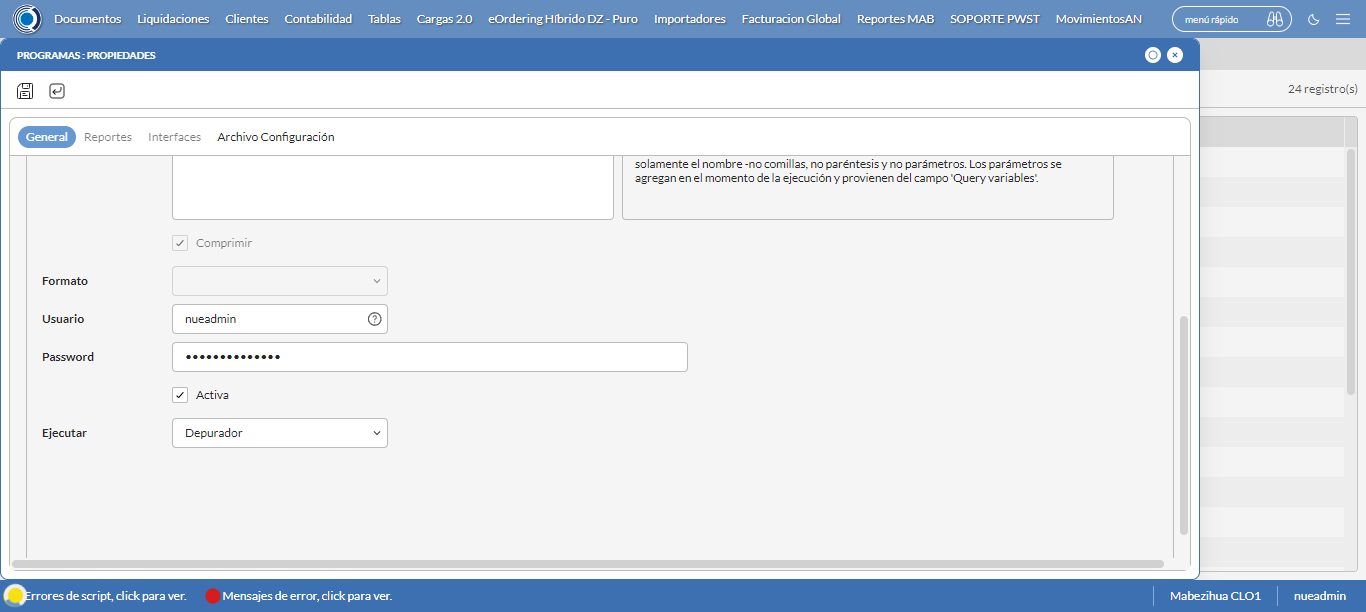 Documentos Liquidaciones Clientes Contabilidad Tablas Cargas 2.0 eOrdering Híbrido DZ - Puro Importadores Facturacion Global Reportes MAB SOPORTE PWST MovimientosAN menú rápido
PROGRAMAS : PROPIEDADES
24 registro(s)
General Reportes Interfaces Archivo Configuración
solamente el nombre -no comillas, no paréntesis y no parámetros. Los parámetros se
agregan en el momento de la ejecución y provienen del campo 'Query variables'.
Comprimir
Formato
Usuario nueadmin
Password ••••••••••••••
Activa
Ejecutar Depurador
Errores de script, click para ver. Mensajes de error, click para ver. Mabezihua CLO1 nueadmin